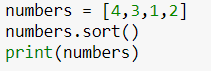 numbers = [4,3,1,2]
numbers.sort()
print(numbers)